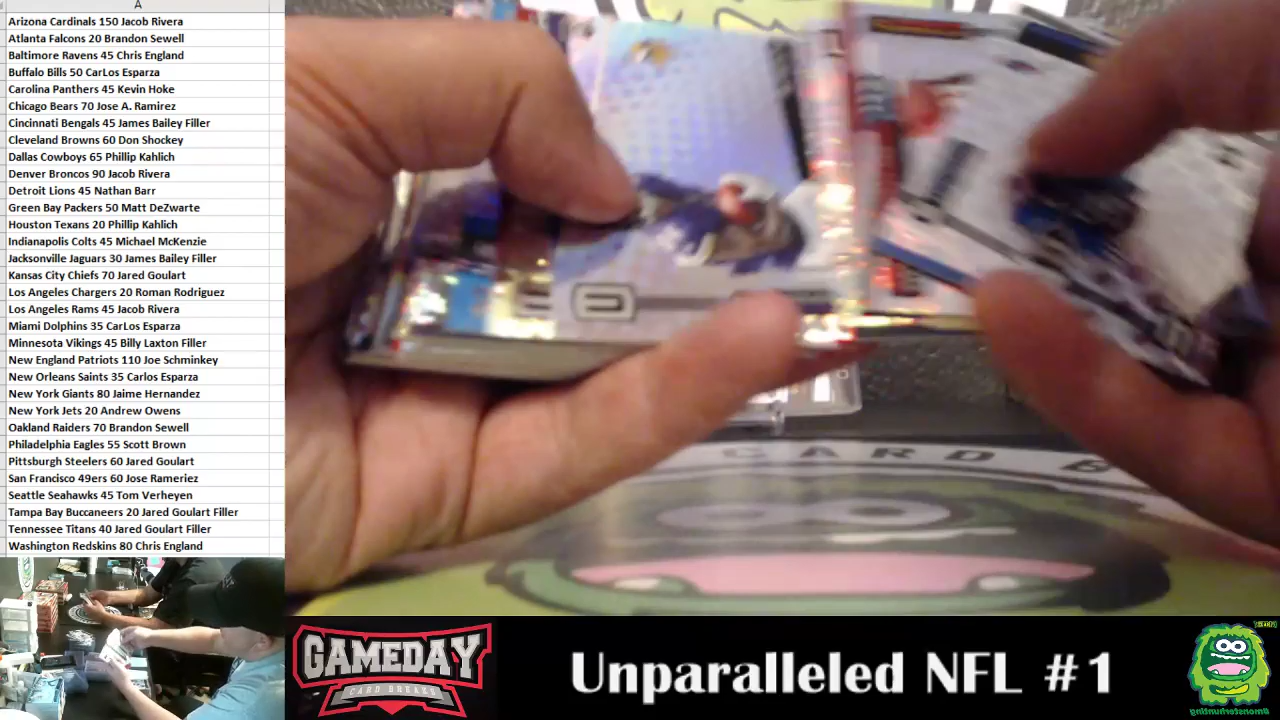 A
Arizona Cardinals 150 Jacob Rivera
Atlanta Falcons 20 Brandon Sewell
Baltimore Ravens 45 Chris England
Buffalo Bills 50 CarLos Esparza
Carolina Panthers 45 Kevin Hoke
Chicago Bears 70 Jose A. Ramirez
Cincinnati Bengals 45 James Bailey Filler
Cleveland Browns 60 Don Shockey
Dallas Cowboys 65 Phillip Kahlich
Denver Broncos 90 Jacob Rivera
Detroit Lions 45 Nathan Barr
Green Bay Packers 50 Matt DeZwarte
Houston Texans 20 Phillip Kahlich
Indianapolis Colts 45 Michael McKenzie
Jacksonville Jaguars 30 James Bailey Filler
Kansas City Chiefs 70 Jared Goulart
Los Angeles Chargers 20 Roman Rodriguez
Los Angeles Rams 45 Jacob Rivera
Miami Dolphins 35 CarLos Esparza
Minnesota Vikings 45 Billy Laxton Filler
New England Patriots 110 Joe Schminkey
New Orleans Saints 35 Carlos Esparza
New York Giants 80 Jaime Hernandez
New York Jets 20 Andrew Owens
Oakland Raiders 70 Brandon Sewell
Philadelphia Eagles 55 Scott Brown
Pittsburgh Steelers 60 Jared Goulart
San Francisco 49ers 60 Jose Rameriez
Seattle Seahawks 45 Tom Verheyen
Tampa Bay Buccaneers 20 Jared Goulart Filler
Tennessee Titans 40 Jared Goulart Filler
Washington Redskins 80 Chris England
CARD B
GAMEDAY
CARD BREAKS
Unparalleled NFL #1
#monsterhunting